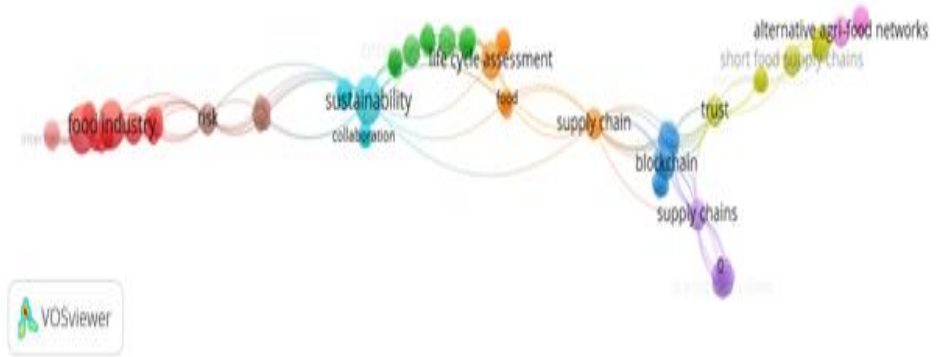 alternative agri-food networks
short food supply chains
life cycle assessment
sustainability
food
trust
food industry
risk
supply chain
collaboration
blockchain
supply chains
0
VOSviewer